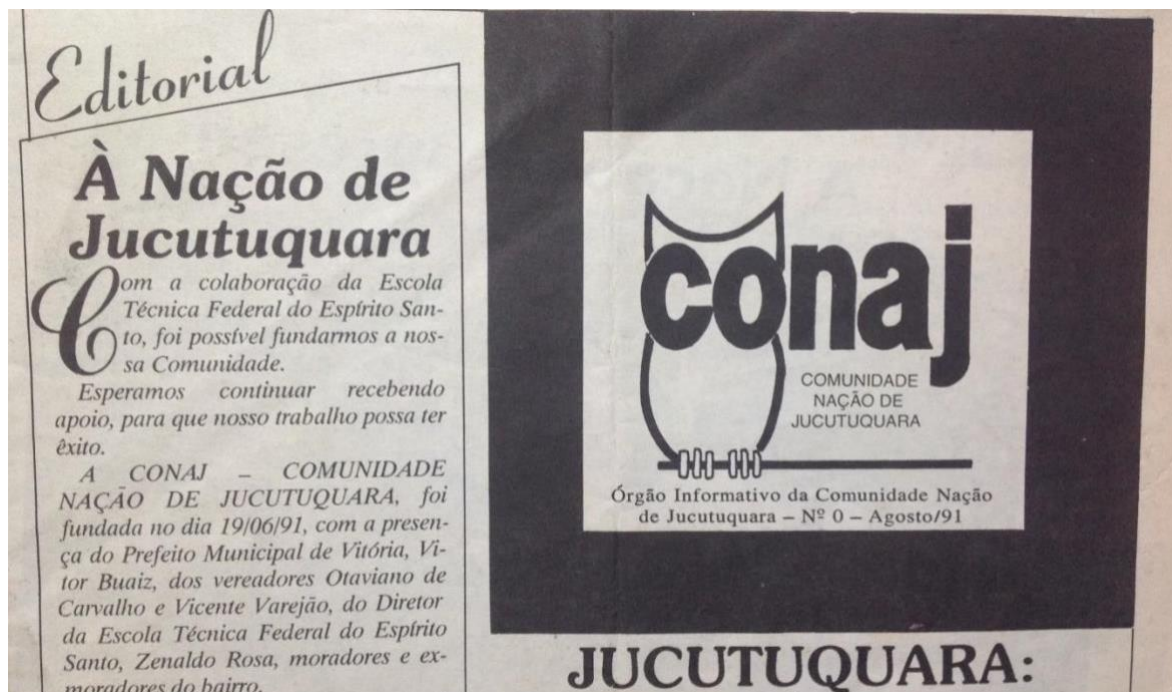 Editorial
À Nação de
Jucutuquara
Com a colaboração da Escola
Técnica Federal do Espírito San-
to, foi possível fundarmos a nos-
sa Comunidade.
Esperamos continuar recebendo
apoio, para que nosso trabalho possa ter
êxito.
A CONAJ – COMUNIDADE
NAÇÃO DE JUCUTUQUARA, foi
fundada no dia 19/06/91, com a presen-
ça do Prefeito Municipal de Vitória, Vi-
tor Buaiz, dos vereadores Otaviano de
Carvalho e Vicente Varejão, do Diretor
da Escola Técnica Federal do Espírito
Santo, Zenaldo Rosa, moradores e ex-
moradores do bairro.
conaj
COMUNIDADE
NAÇÃO DE
JUCUTUQUARA
Órgão Informativo da Comunidade Nação
de Jucutuquara – Nº 0 – Agosto/91
JUCUTUQUARA: